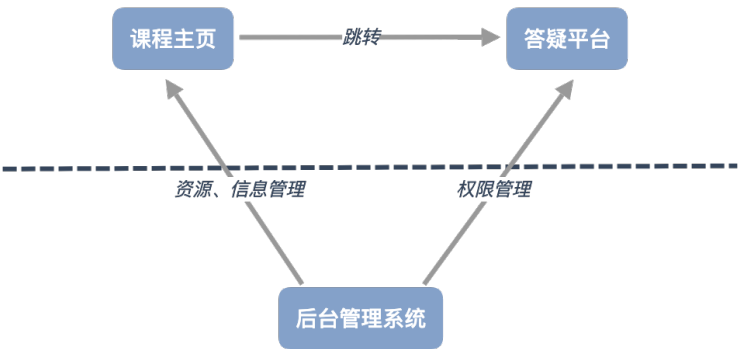 课程主页
跳转
答疑平台
资源、信息管理
权限管理
后台管理系统